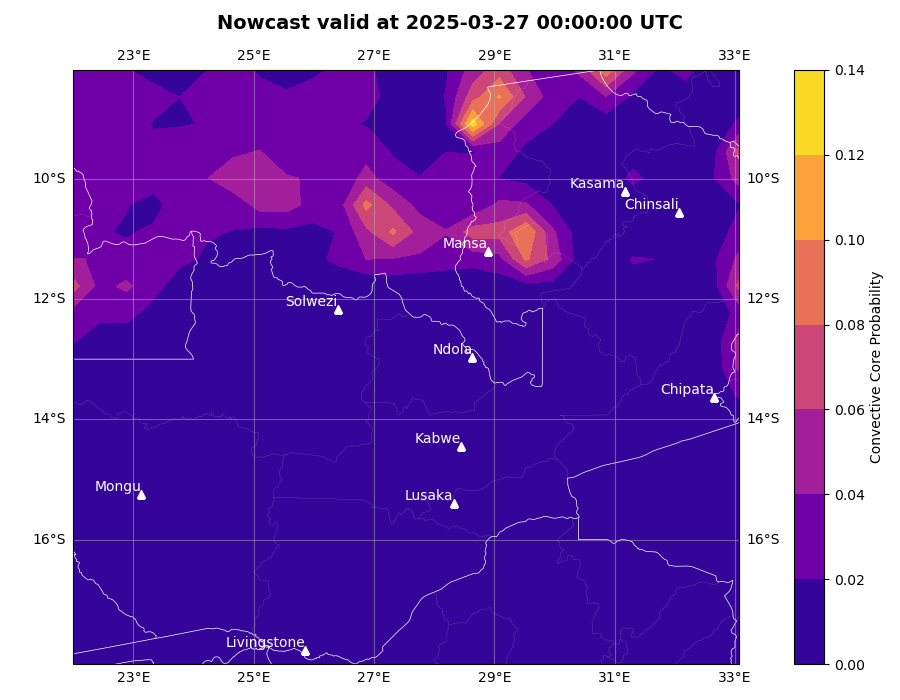 Nowcast valid at 2025-03-27 00:00:00 UTC
23°E 25°E 27°E 29°E 31°E 33°E
0.14
0.12
10°S Kasama 10°S
Chinsali
0.10
Mansa
12°S Solwezi 12°S
0.08
Ndola
Convective Core Probability
Chipata
0.06
14°S 14°S
Kabwe
Mongu Lusaka
0.04
16°S 16°S
0.02
Livingstone
0.00
23°E 25°E 27°E 29°E 31°E 33°E